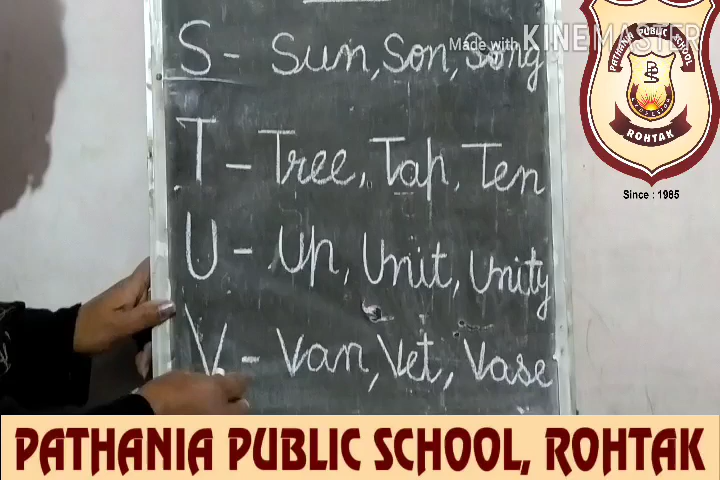 S - Sun, Son, Song
Made with KINEMASTER
T - Tree, Tap, Ten
U - Up, Unit, Unity
V - Van, Vet, Vase
PATHANIA PUBLIC SCHOOL
ROHTAK
Since : 1985
PATHANIA PUBLIC SCHOOL, ROHTAK